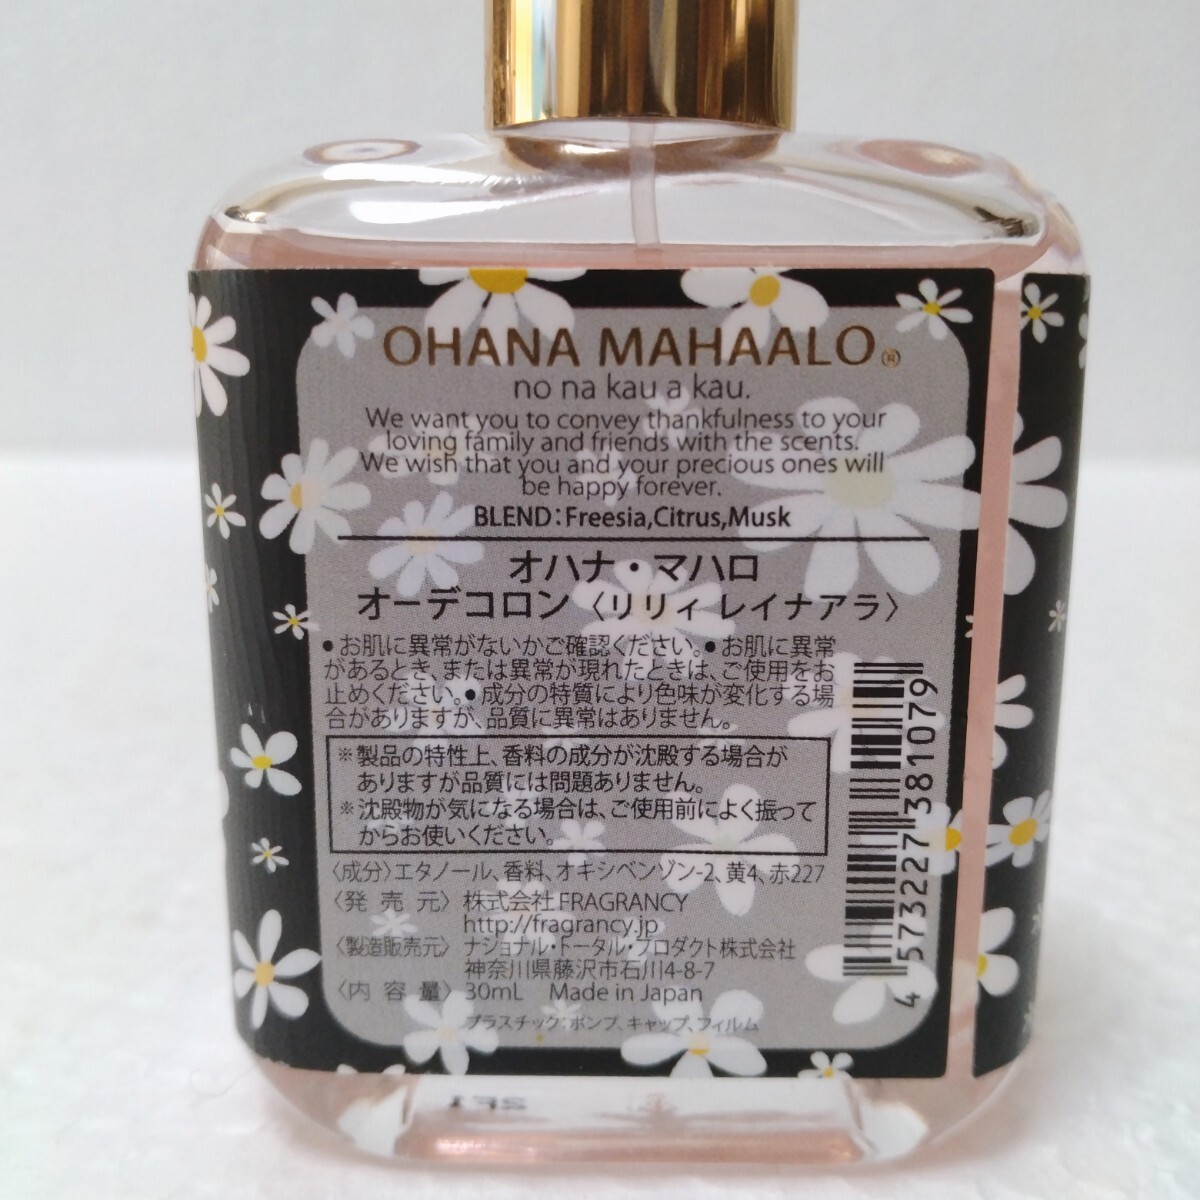 OHANA MAHAALO®
no na kau a kau.
We want you to convey thankfulness to your
loving family and friends with the scents.
We wish that you and your precious ones will
be happy forever.
BLEND：Freesia,Citrus,Musk
オハナ・マハロ
オーデコロン〈リリィ レイナアラ〉
●お肌に異常がないかご確認ください。●お肌に異常
があるとき、または異常が現れたときは、ご使用をお
止めください。●成分の特質により色味が変化する場
合がありますが、品質に異常はありません。
※製品の特性上、香料の成分が沈殿する場合が
ありますが品質には問題ありません。
※沈殿物が気になる場合は、ご使用前によく振って
からお使いください。
〈成分〉エタノール、香料、オキシベンゾン-2、黄4、赤227
〈発売元〉株式会社FRAGRANCY
http://fragrancy.jp
〈製造販売元〉ナショナル・トータル・プロダクト株式会社
神奈川県藤沢市石川4-8-7
〈内容量〉30mL Made in Japan
プラスチック：ポンプ、キャップ、フィルム
4573227381079